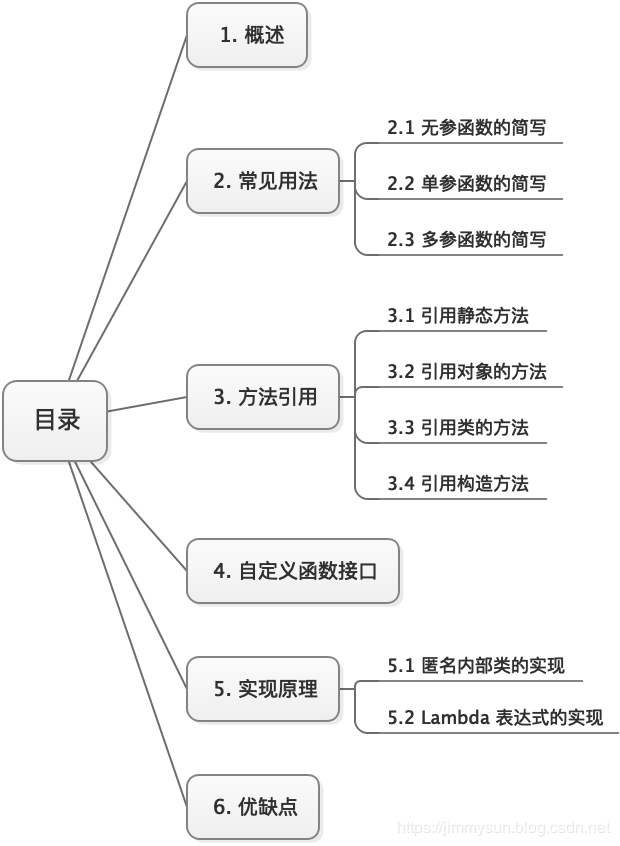 目录
1. 概述
2. 常见用法
2.1 无参函数的简写
2.2 单参函数的简写
2.3 多参函数的简写
3. 方法引用
3.1 引用静态方法
3.2 引用对象的方法
3.3 引用类的方法
3.4 引用构造方法
4. 自定义函数接口
5. 实现原理
5.1 匿名内部类的实现
5.2 Lambda 表达式的实现
6. 优缺点
https://jimmysun.blog.csdn.net